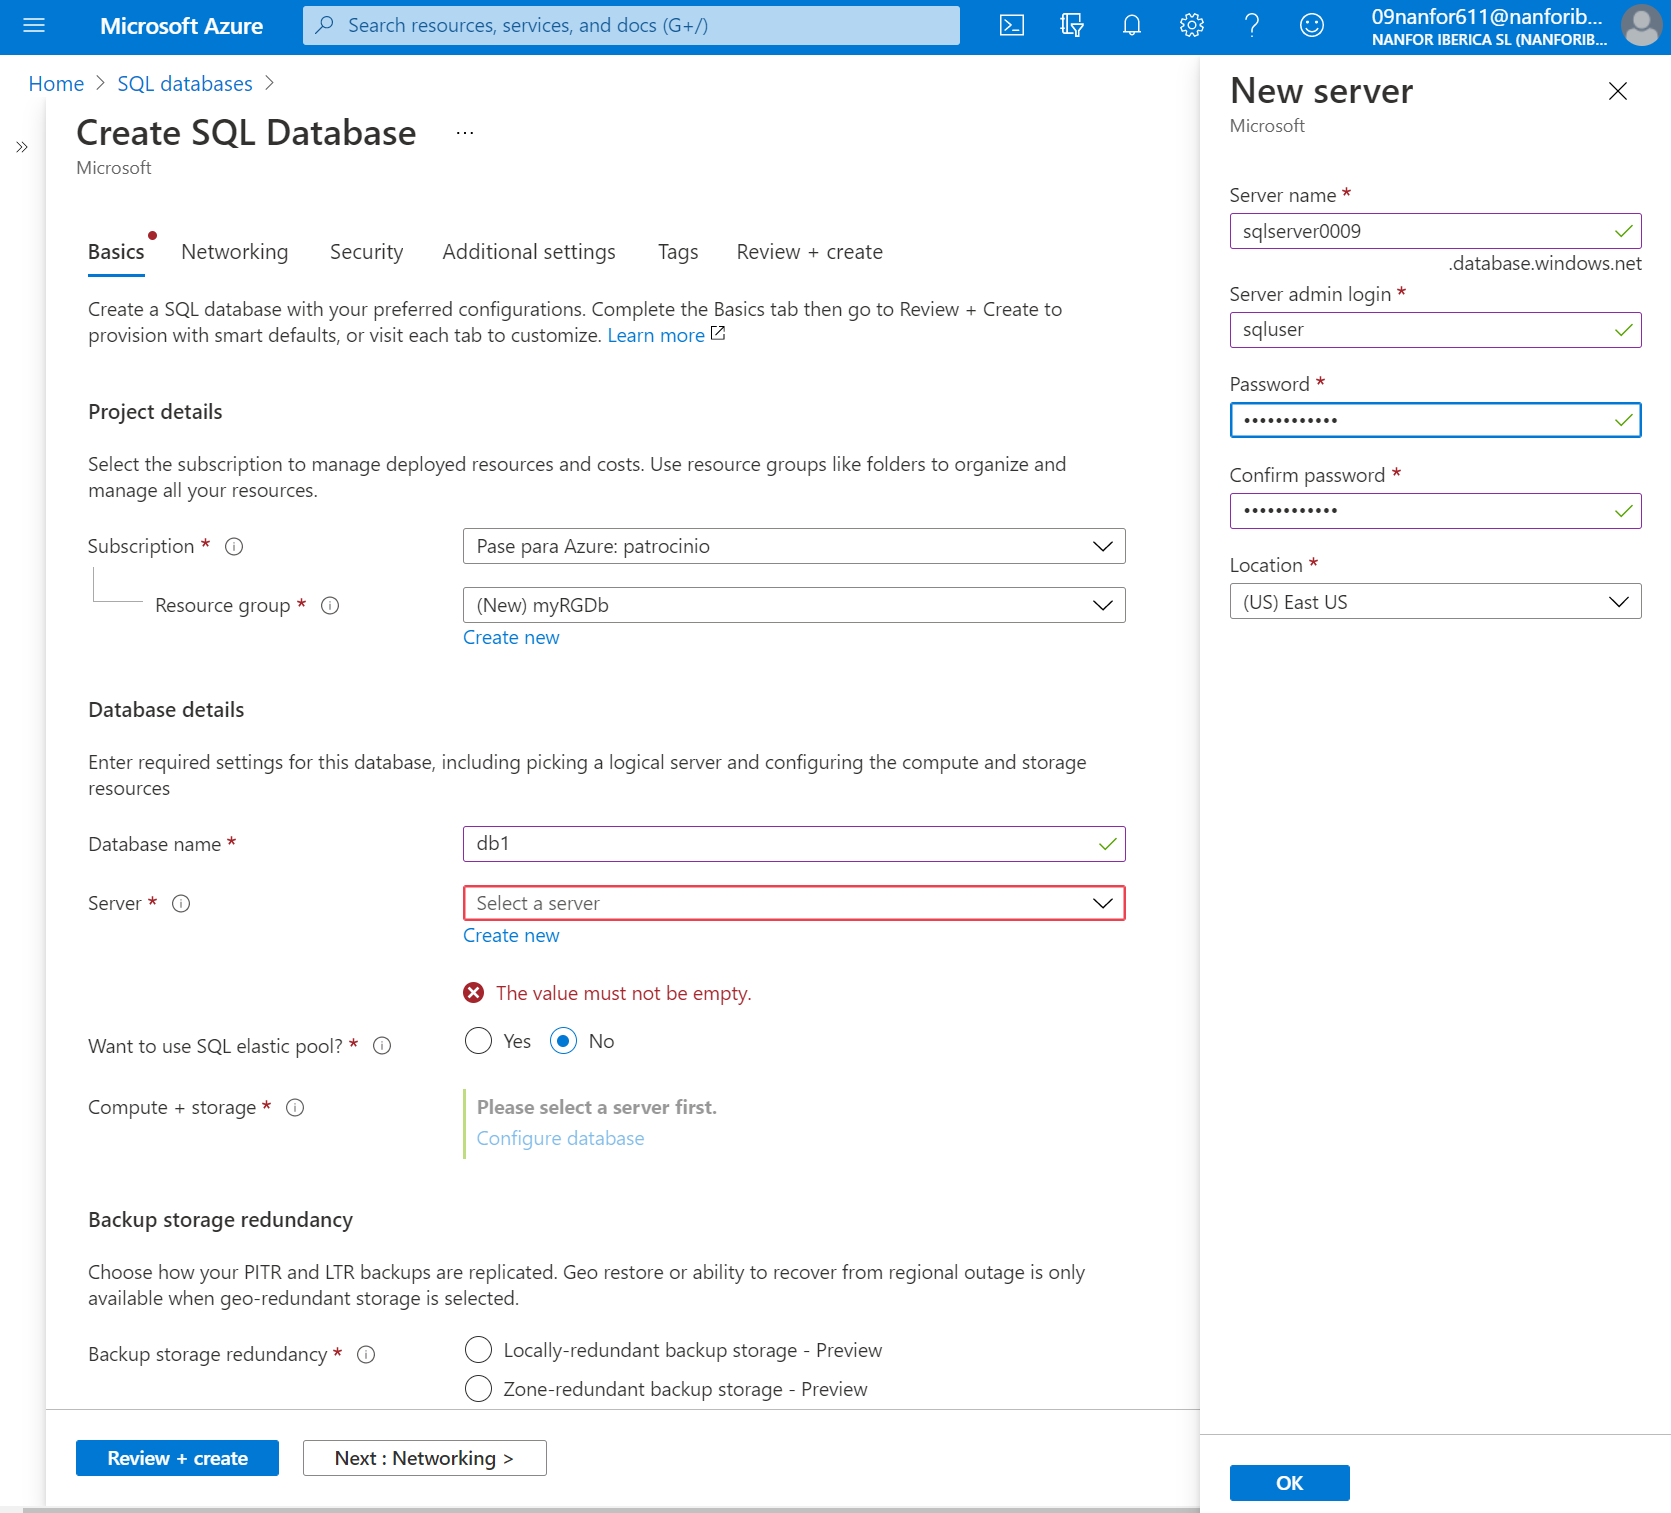 Microsoft Azure
Search resources, services, and docs (G+/)
09nanfor611@nanforib...
NANFOR IBERICA SL (NANFORIB...
Home > SQL databases >
Create SQL Database ...
Microsoft
Basics
Networking
Security
Additional settings
Tags
Review + create
Create a SQL database with your preferred configurations. Complete the Basics tab then go to Review + Create to
provision with smart defaults, or visit each tab to customize. Learn more
Project details
Select the subscription to manage deployed resources and costs. Use resource groups like folders to organize and
manage all your resources.
Subscription *
Pase para Azure: patrocinio
Resource group *
(New) myRGDb
Create new
Database details
Enter required settings for this database, including picking a logical server and configuring the compute and storage
resources
Database name *
db1
Server *
Select a server
Create new
The value must not be empty.
Want to use SQL elastic pool? *
Yes
No
Compute + storage *
Please select a server first.
Configure database
Backup storage redundancy
Choose how your PITR and LTR backups are replicated. Geo restore or ability to recover from regional outage is only
available when geo-redundant storage is selected.
Backup storage redundancy *
Locally-redundant backup storage - Preview
Zone-redundant backup storage - Preview
Review + create
Next : Networking >
New server
Microsoft
Server name *
sqlserver0009
.database.windows.net
Server admin login *
sqluser
Password *
••••••••••••
Confirm password *
••••••••••••
Location *
(US) East US
OK